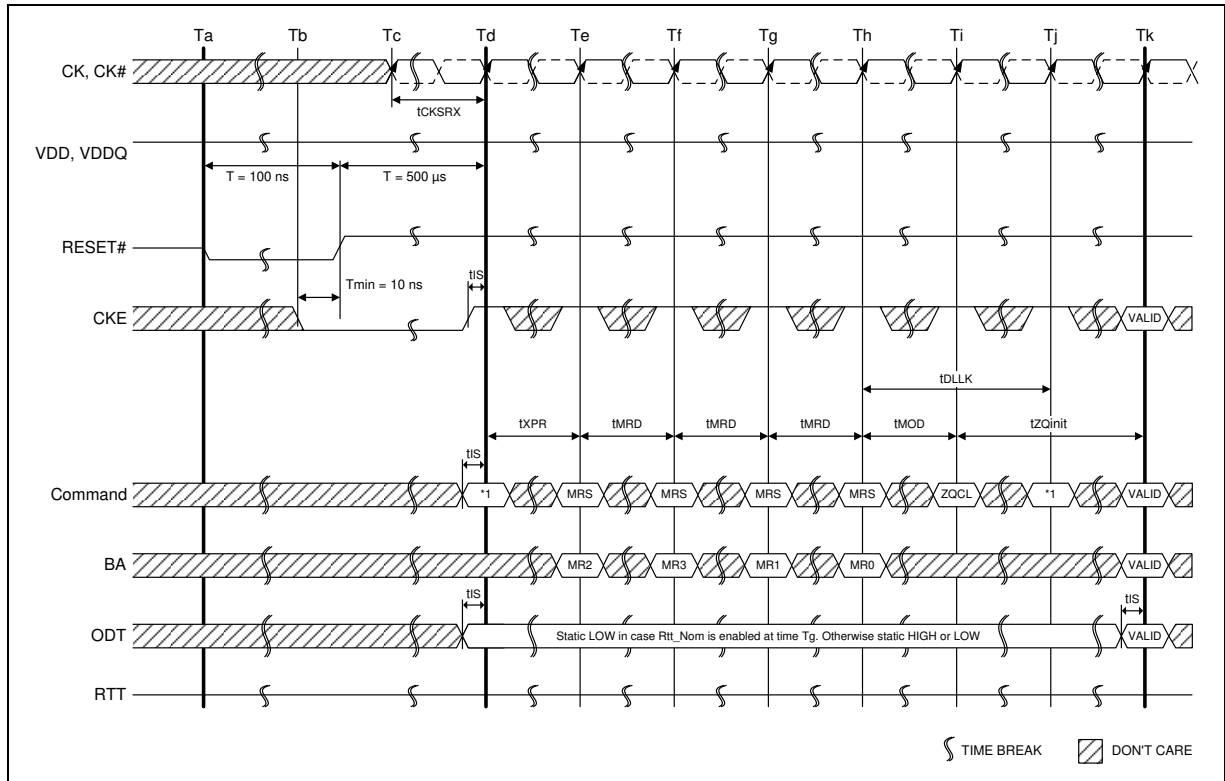 Ta Tb Tc Td Te Tf Tg Th Ti Tj Tk
CK, CK#
tCKSRX
VDD, VDDQ
T = 100 ns T = 500 µs
RESET#
tIS
Tmin = 10 ns
CKE VALID
tDLLK
tXPR tMRD tMRD tMRD tMOD tZQinit
tIS
Command *1 MRS MRS MRS MRS ZQCL *1 VALID
BA MR2 MR3 MR1 MR0 VALID
tIS tIS
ODT Static LOW in case Rtt_Nom is enabled at time Tg. Otherwise static HIGH or LOW VALID
RTT
TIME BREAK DON'T CARE